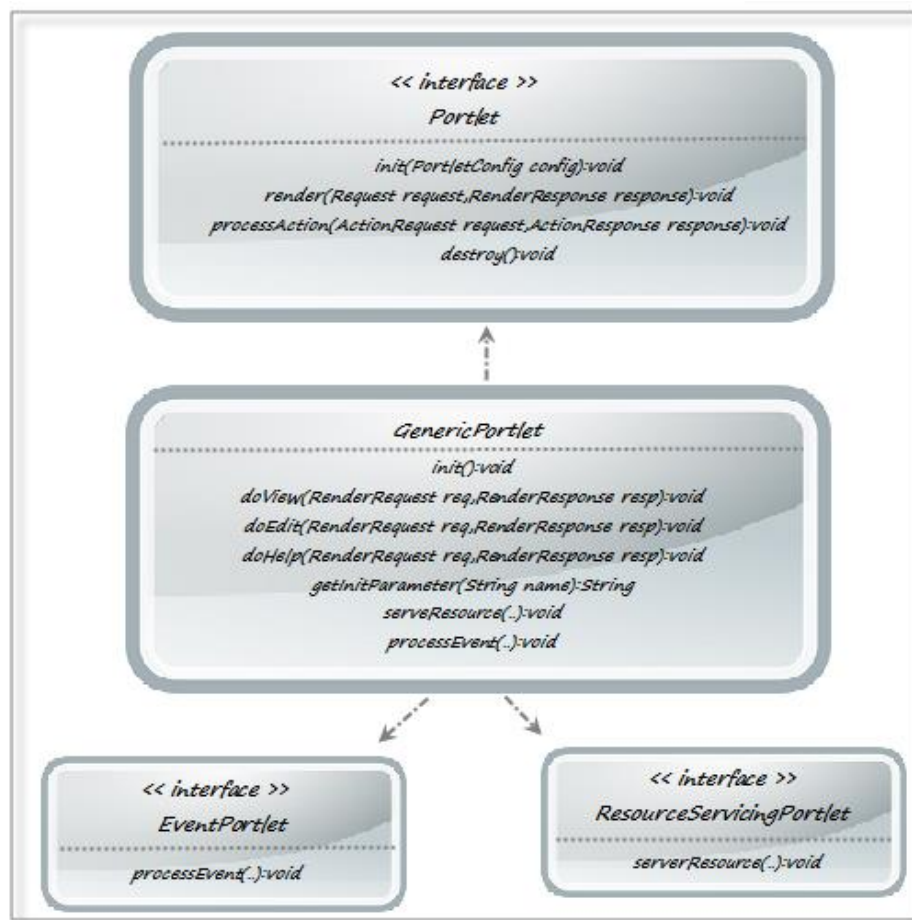 << interface >>
Portlet
init(PortletConfig config):void
render(Request request,RenderResponse response):void
processAction(ActionRequest request,ActionResponse response):void
destroy():void
GenericPortlet
init():void
doView(RenderRequest req,RenderResponse resp):void
doEdit(RenderRequest req,RenderResponse resp):void
doHelp(RenderRequest req,RenderResponse resp):void
getInitParameter(String name):String
serveResource(..):void
processEvent(..):void
<< interface >>
EventPortlet
processEvent(..):void
<< interface >>
ResourceServicingPortlet
serverResource(..):void